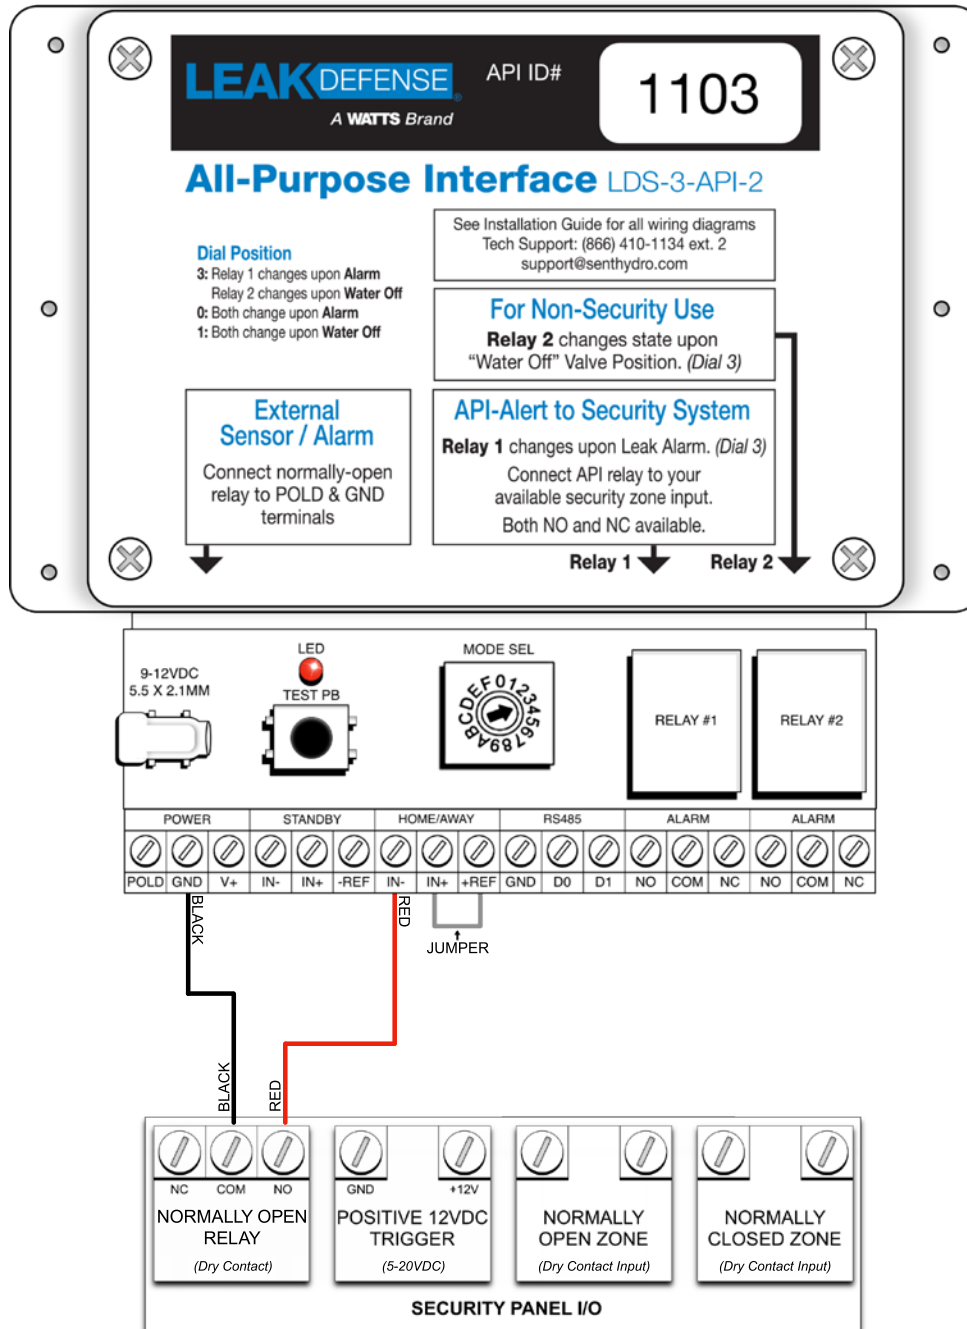 LEAK DEFENSE®
A WATTS Brand
API ID#
1103
All-Purpose Interface LDS-3-API-2
See Installation Guide for all wiring diagrams
Tech Support: (866) 410-1134 ext. 2
support@senthydro.com
Dial Position
3: Relay 1 changes upon Alarm
Relay 2 changes upon Water Off
0: Both change upon Alarm
1: Both change upon Water Off
For Non-Security Use
Relay 2 changes state upon
“Water Off” Valve Position. (Dial 3)
External
Sensor / Alarm
Connect normally-open
relay to POLD & GND
terminals
API-Alert to Security System
Relay 1 changes upon Leak Alarm. (Dial 3)
Connect API relay to your
available security zone input.
Both NO and NC available.
Relay 1
Relay 2
9-12VDC
5.5 X 2.1MM
LED
TEST PB
MODE SEL
0123456789ABCDEF
RELAY #1
RELAY #2
POWER STANDBY HOME/AWAY RS485 ALARM ALARM
POLD GND V+ IN- IN+ -REF IN- IN+ +REF GND D0 D1 NO COM NC NO COM NC
BLACK
RED
JUMPER
BLACK
RED
NC COM NO
NORMALLY OPEN
RELAY
(Dry Contact)
GND +12V
POSITIVE 12VDC
TRIGGER
(5-20VDC)
NORMALLY
OPEN ZONE
(Dry Contact Input)
NORMALLY
CLOSED ZONE
(Dry Contact Input)
SECURITY PANEL I/O